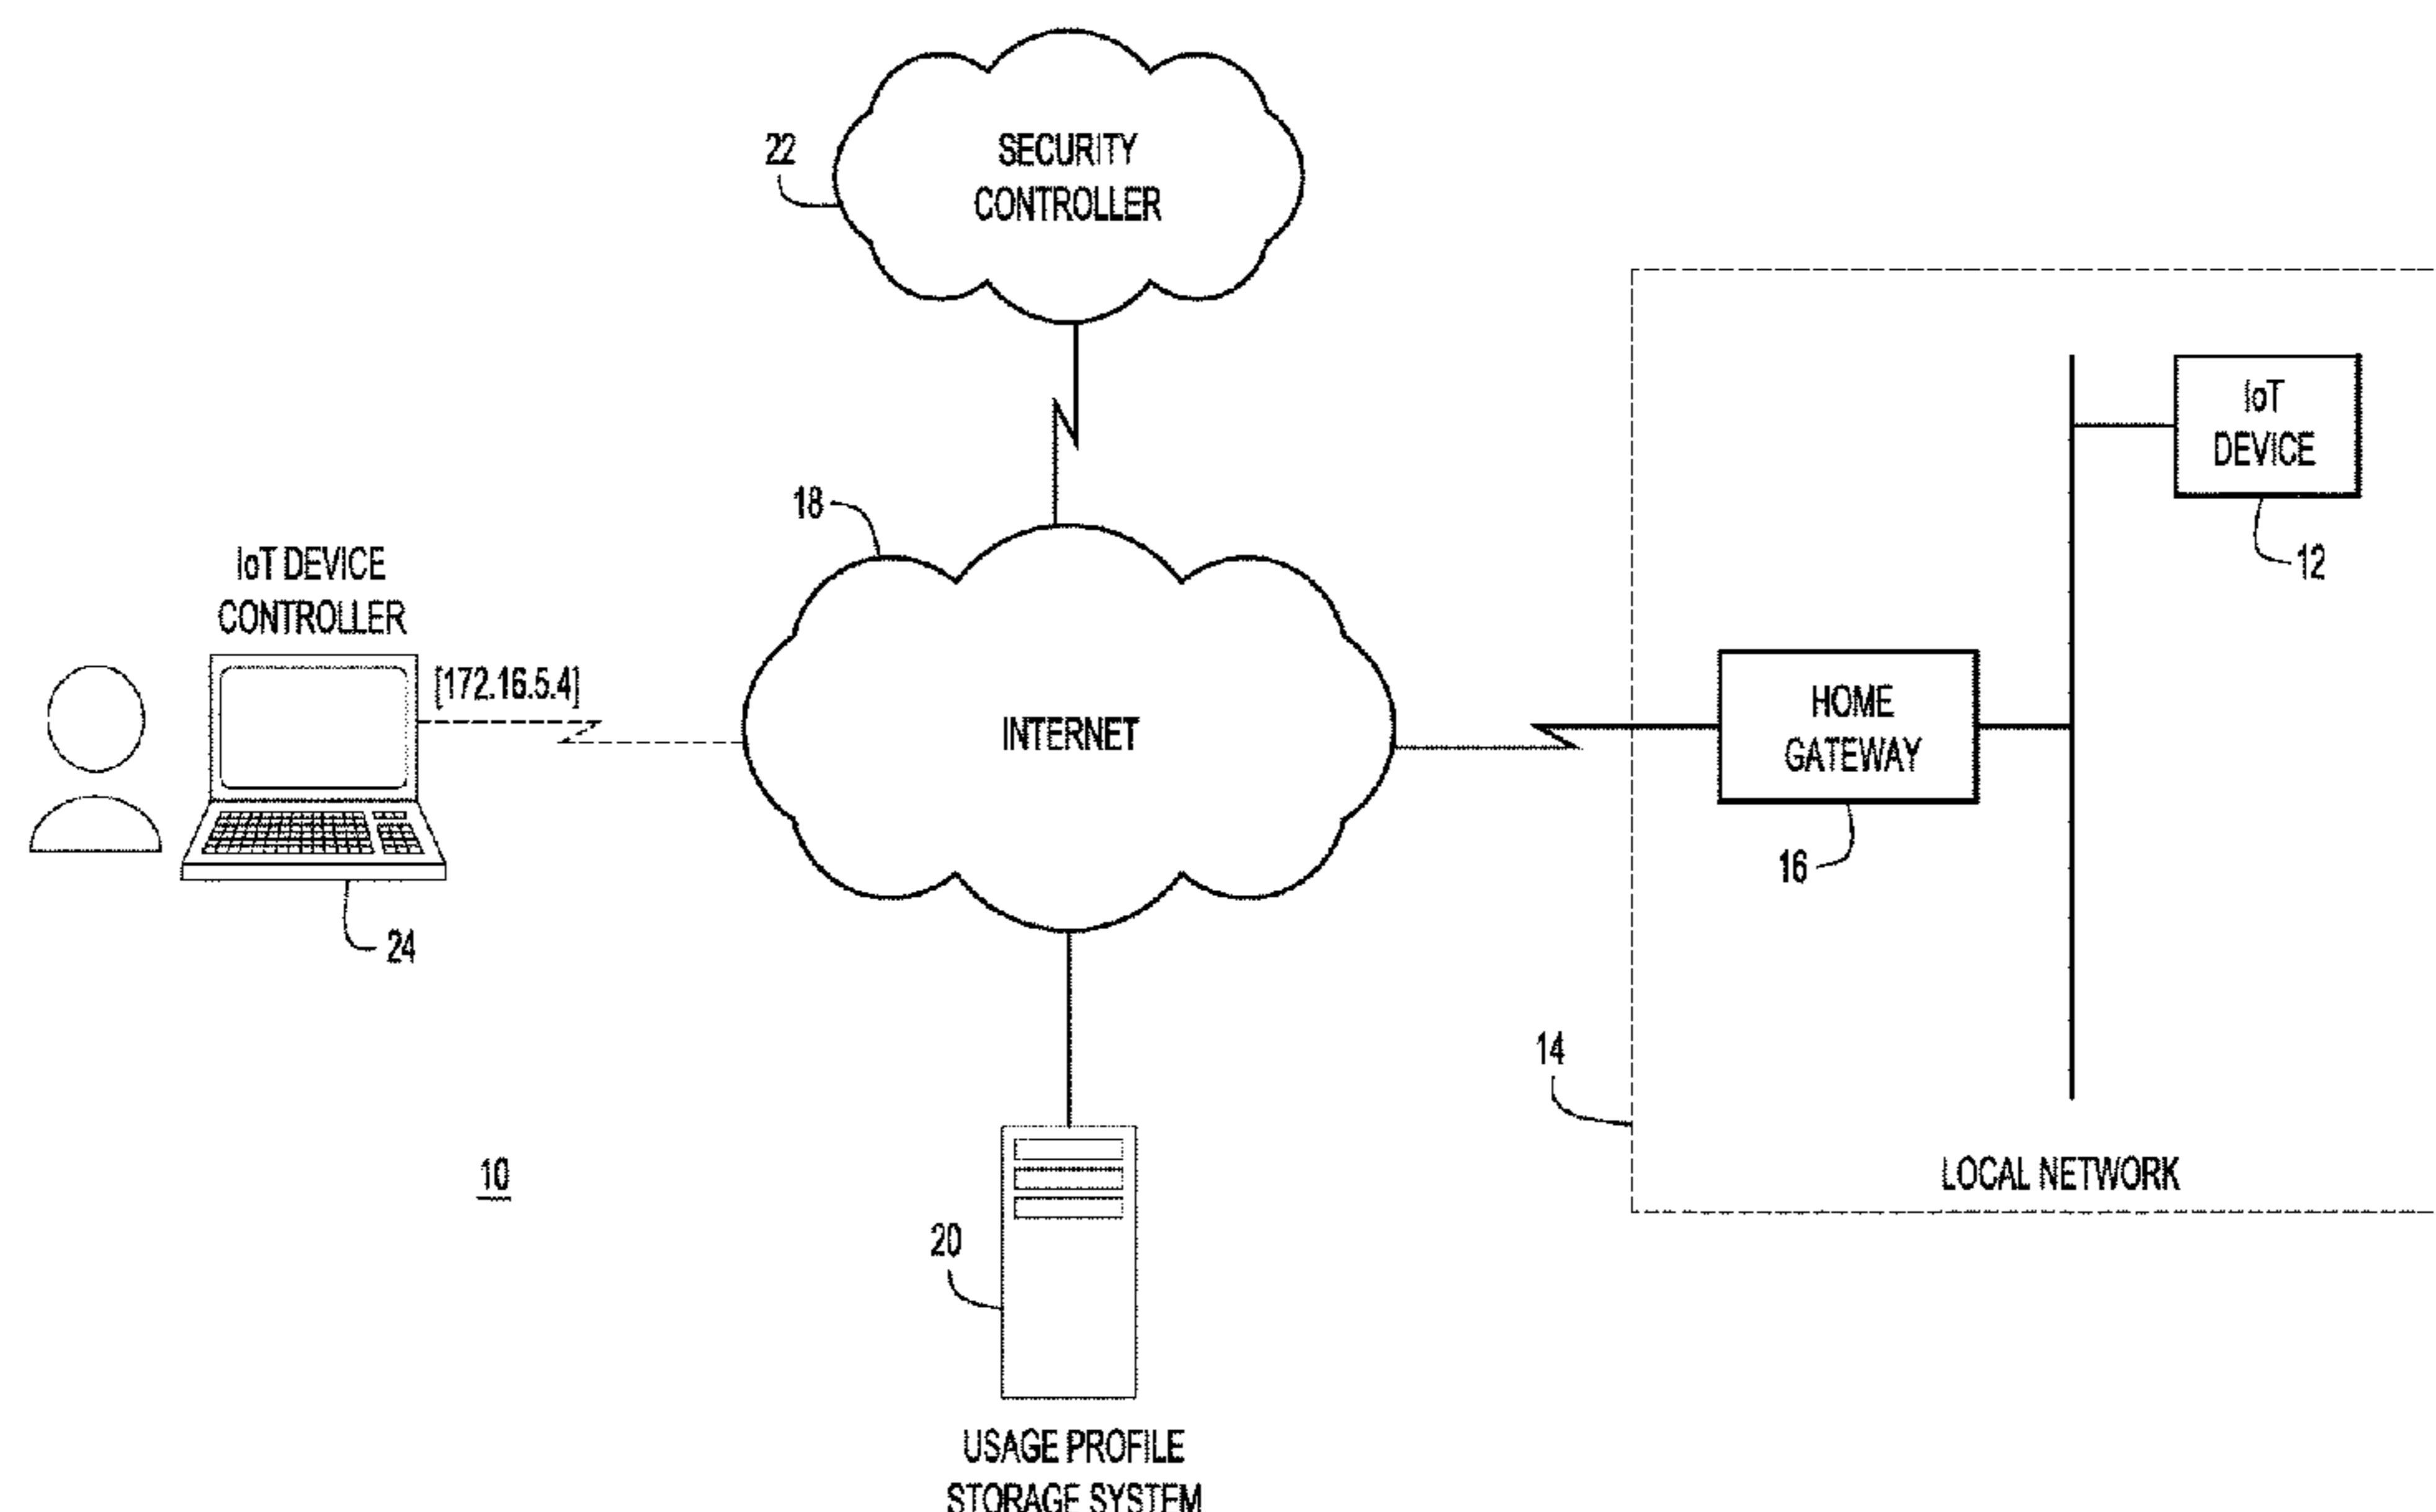 22
SECURITY
CONTROLLER
18
IoT DEVICE
CONTROLLER
[172.16.5.4]
24
INTERNET
IoT
DEVICE
12
HOME
GATEWAY
16
14
LOCAL NETWORK
10
20
USAGE PROFILE
STORAGE SYSTEM